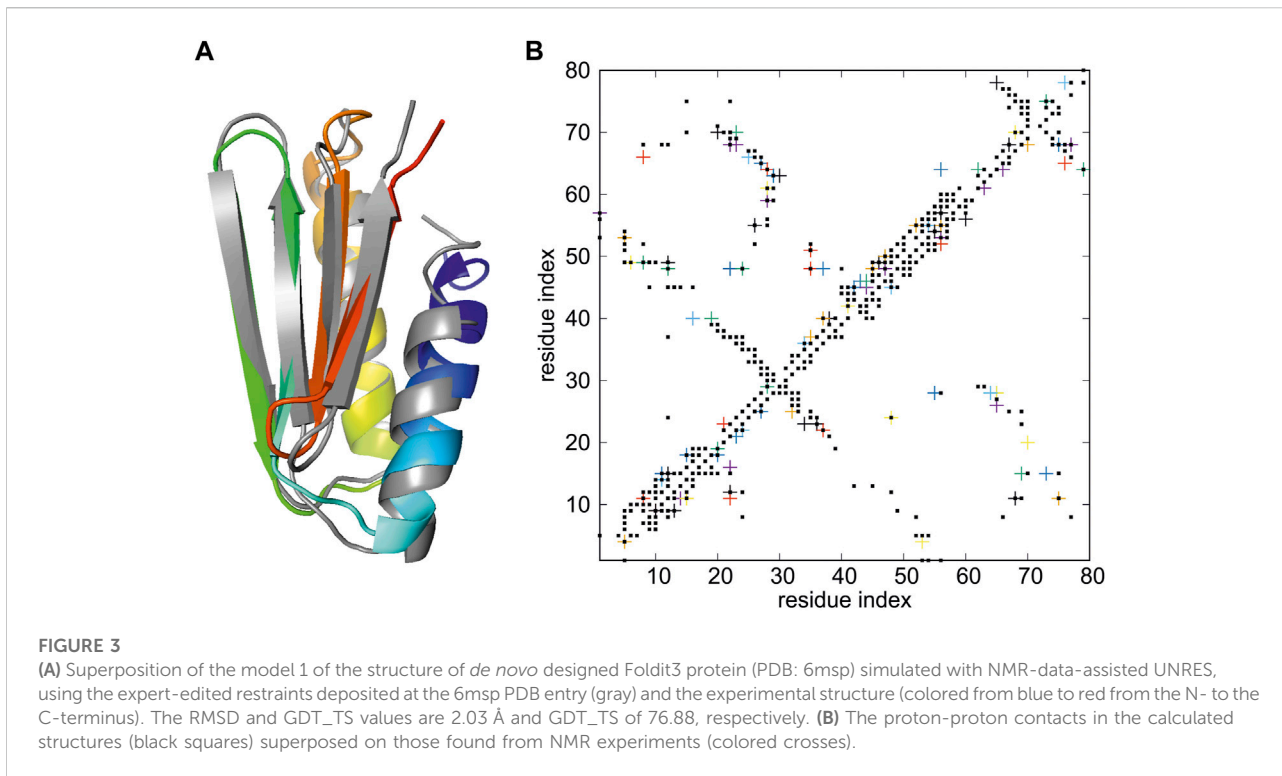 A
B
80
70
60
50
40
30
20
10
residue index
10 20 30 40 50 60 70 80
residue index
FIGURE 3
(A) Superposition of the model 1 of the structure of de novo designed Foldit3 protein (PDB: 6msp) simulated with NMR-data-assisted UNRES,
using the expert-edited restraints deposited at the 6msp PDB entry (gray) and the experimental structure (colored from blue to red from the N- to the
C-terminus). The RMSD and GDT_TS values are 2.03 Å and GDT_TS of 76.88, respectively. (B) The proton-proton contacts in the calculated
structures (black squares) superposed on those found from NMR experiments (colored crosses).